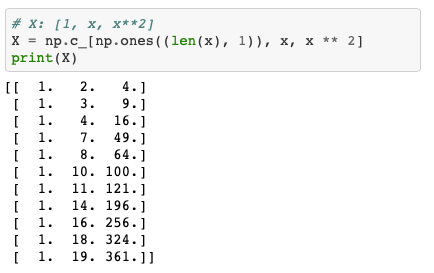 # X: [1, x, x**2]
X = np.c_[np.ones((len(x), 1)), x, x ** 2]
print(X)
[[  1.   2.   4.]
 [  1.   3.   9.]
 [  1.   4.  16.]
 [  1.   7.  49.]
 [  1.   8.  64.]
 [  1.  10. 100.]
 [  1.  11. 121.]
 [  1.  14. 196.]
 [  1.  16. 256.]
 [  1.  18. 324.]
 [  1.  19. 361.]]